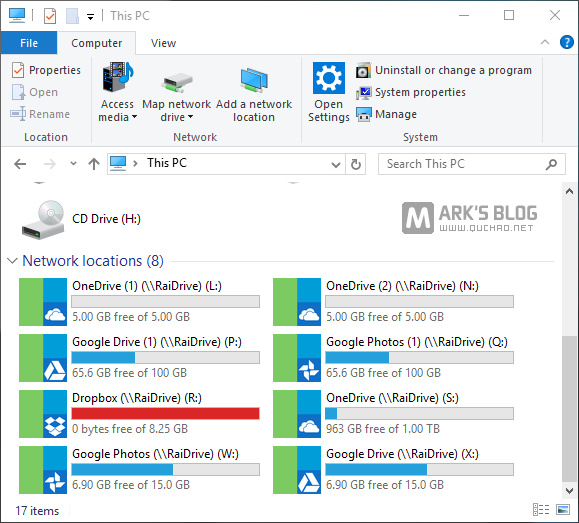 This PC
File Computer View
Properties
Open
Rename
Location
Access media
Map network drive
Add a network location
Network
Open Settings
Uninstall or change a program
System properties
Manage
System
This PC
Search This PC
CD Drive (H:)
MARK'S BLOG
WWW.QUCHAO.NET
Network locations (8)
OneDrive (1) (\\RaiDrive) (L:)
5.00 GB free of 5.00 GB
OneDrive (2) (\\RaiDrive) (N:)
5.00 GB free of 5.00 GB
Google Drive (1) (\\RaiDrive) (P:)
65.6 GB free of 100 GB
Google Photos (1) (\\RaiDrive) (Q:)
65.6 GB free of 100 GB
Dropbox (\\RaiDrive) (R:)
0 bytes free of 8.25 GB
OneDrive (\\RaiDrive) (S:)
963 GB free of 1.00 TB
Google Photos (\\RaiDrive) (W:)
6.90 GB free of 15.0 GB
Google Drive (\\RaiDrive) (X:)
6.90 GB free of 15.0 GB
17 items